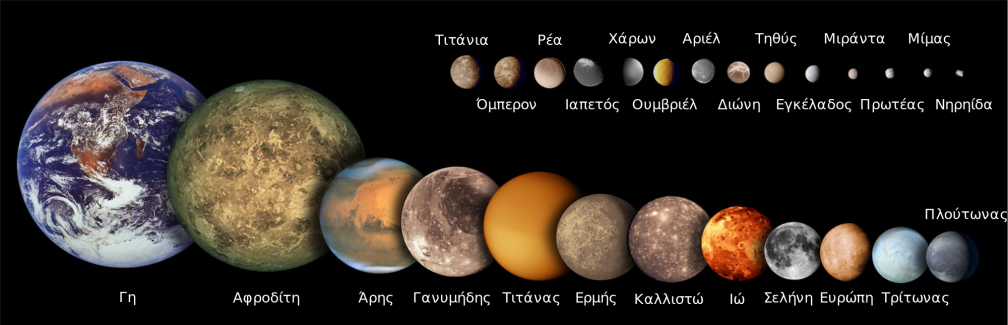 Τιτάνια Ρέα Χάρων Αριέλ Τηθύς Μιράντα Μίμας
Όμπερον Ιαπετός Ουμβριέλ Διώνη Εγκέλαδος Πρωτέας Νηρηίδα
Πλούτωνας
Γη Αφροδίτη Άρης Γανυμήδης Τιτάνας Ερμής Καλλιστώ Ιώ Σελήνη Ευρώπη Τρίτωνας